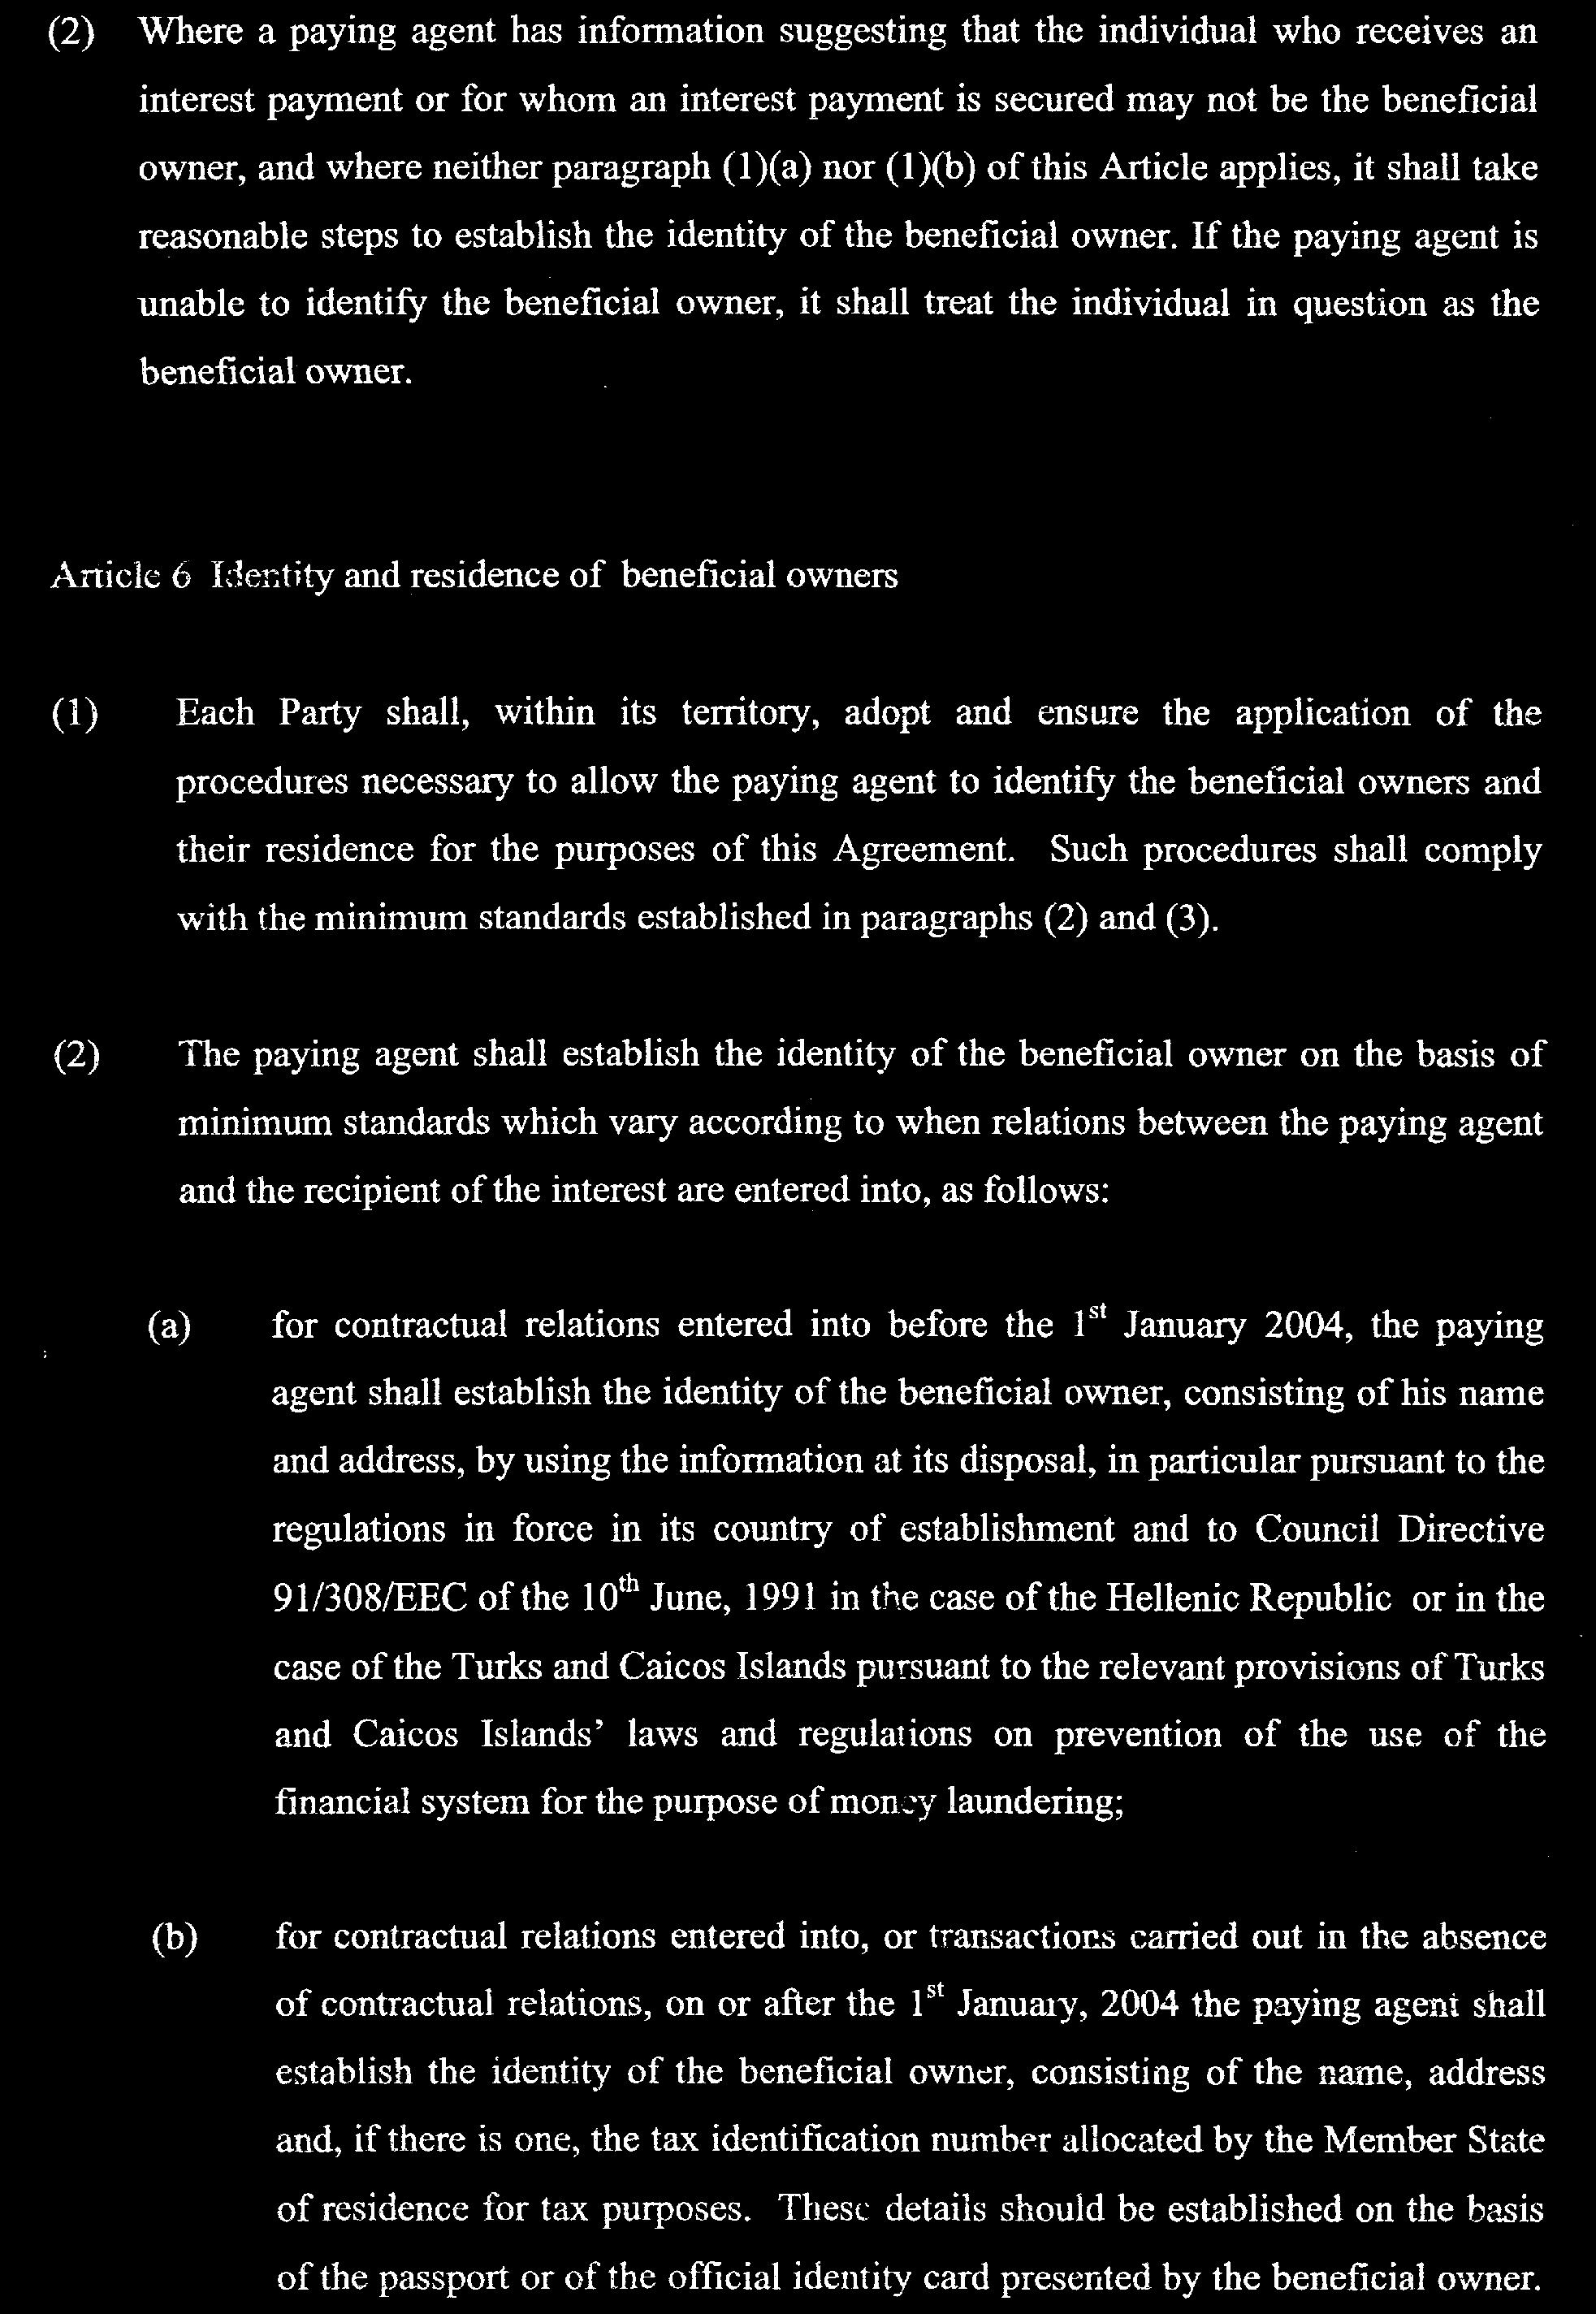 (2) Where a paying agent has information suggesting that the individual who receives an
interest payment or for whom an interest payment is secured may not be the beneficial
owner, and where neither paragraph (1)(a) nor (1)(b) of this Article applies, it shall take
reasonable steps to establish the identity of the beneficial owner. If the paying agent is
unable to identify the beneficial owner, it shall treat the individual in question as the
beneficial owner.
Article 6 Identity and residence of beneficial owners
(1) Each Party shall, within its territory, adopt and ensure the application of the
procedures necessary to allow the paying agent to identify the beneficial owners and
their residence for the purposes of this Agreement. Such procedures shall comply
with the minimum standards established in paragraphs (2) and (3).
(2) The paying agent shall establish the identity of the beneficial owner on the basis of
minimum standards which vary according to when relations between the paying agent
and the recipient of the interest are entered into, as follows:
(a) for contractual relations entered into before the 1st January 2004, the paying
agent shall establish the identity of the beneficial owner, consisting of his name
and address, by using the information at its disposal, in particular pursuant to the
regulations in force in its country of establishment and to Council Directive
91/308/EEC of the 10th June, 1991 in the case of the Hellenic Republic or in the
case of the Turks and Caicos Islands pursuant to the relevant provisions of Turks
and Caicos Islands’ laws and regulations on prevention of the use of the
financial system for the purpose of money laundering;
(b) for contractual relations entered into, or transactions carried out in the absence
of contractual relations, on or after the 1st January, 2004 the paying agent shall
establish the identity of the beneficial owner, consisting of the name, address
and, if there is one, the tax identification number allocated by the Member State
of residence for tax purposes. These details should be established on the basis
of the passport or of the official identity card presented by the beneficial owner.